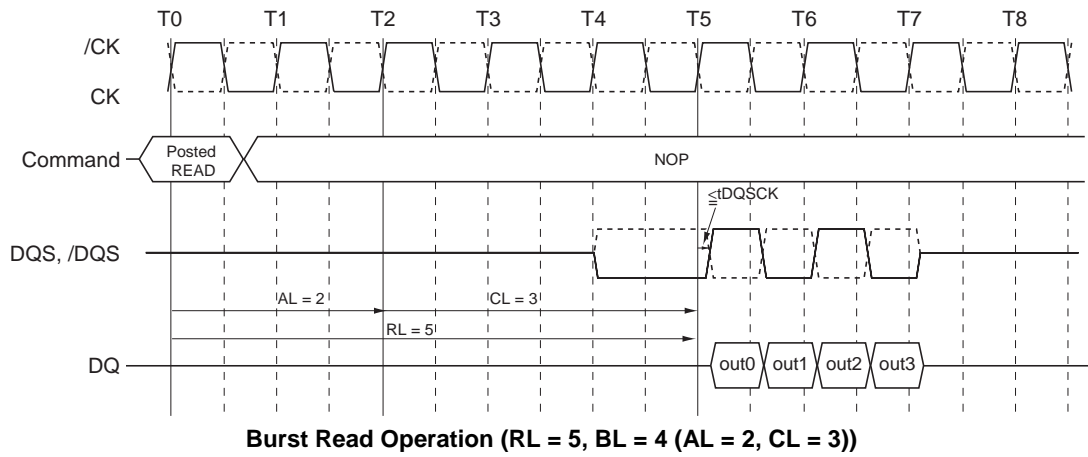 T0 T1 T2 T3 T4 T5 T6 T7 T8
/CK
CK
Command
Posted
READ
NOP
≤tDQSCK
DQS, /DQS
AL = 2
CL = 3
RL = 5
DQ
out0 out1 out2 out3
Burst Read Operation (RL = 5, BL = 4 (AL = 2, CL = 3))